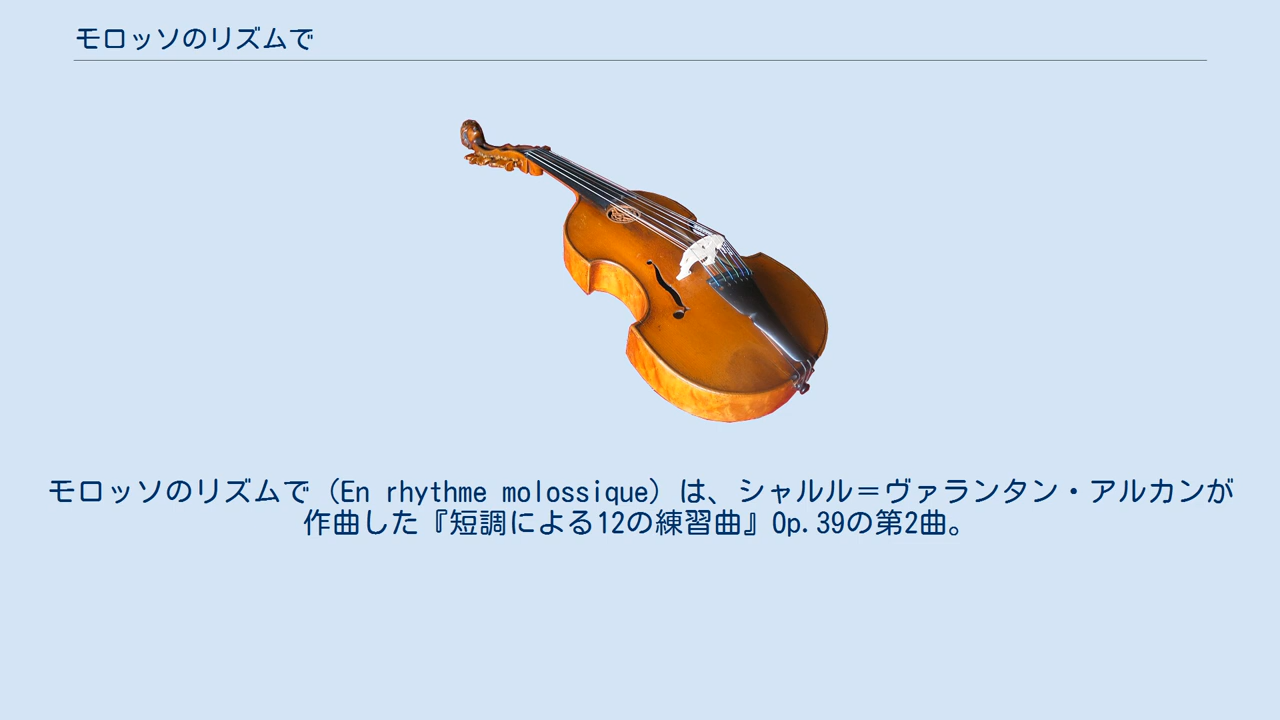 モロッソのリズムで
モロッソのリズムで（En rhythme molossique）は、シャルル＝ヴァランタン・アルカンが
作曲した『短調による12の練習曲』Op.39の第2曲。